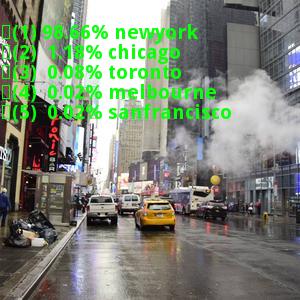 (1) 98.66% newyork
(2) 1.18% chicago
(3) 0.08% toronto
(4) 0.02% melbourne
(5) 0.02% sanfrancisco